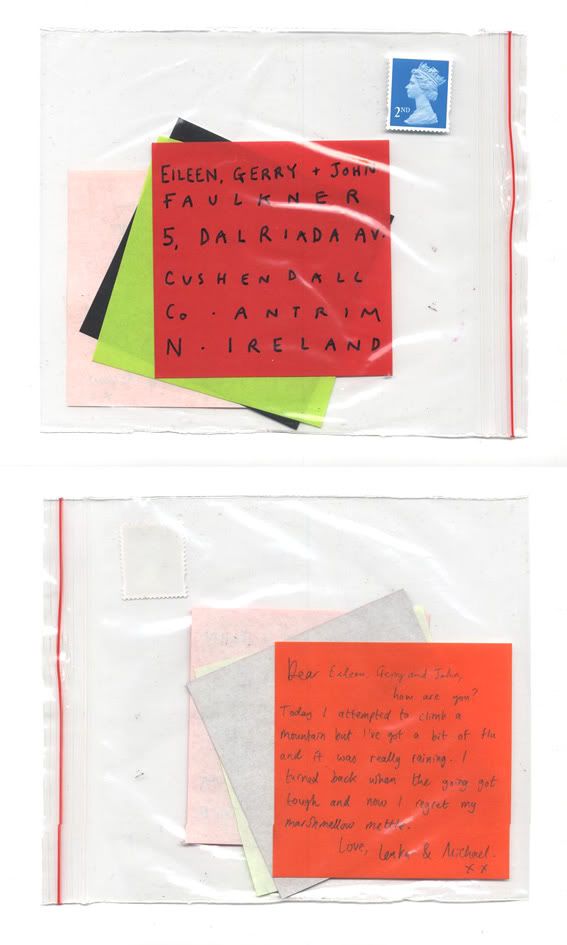 2ND
EILEEN, GERRY + JOHN
FAULKNER
5, DALRIADA AV.
CUSHENDALL
Co. ANTRIM
N. IRELAND
Dear Eileen, Gerry and John,
how are you?
Today I attempted to climb a
mountain but I've got a bit of flu
and it was really raining. I
turned back when the going got
tough and now I regret my
marshmallow mettle.
Love, Lenka & Michael.
x x